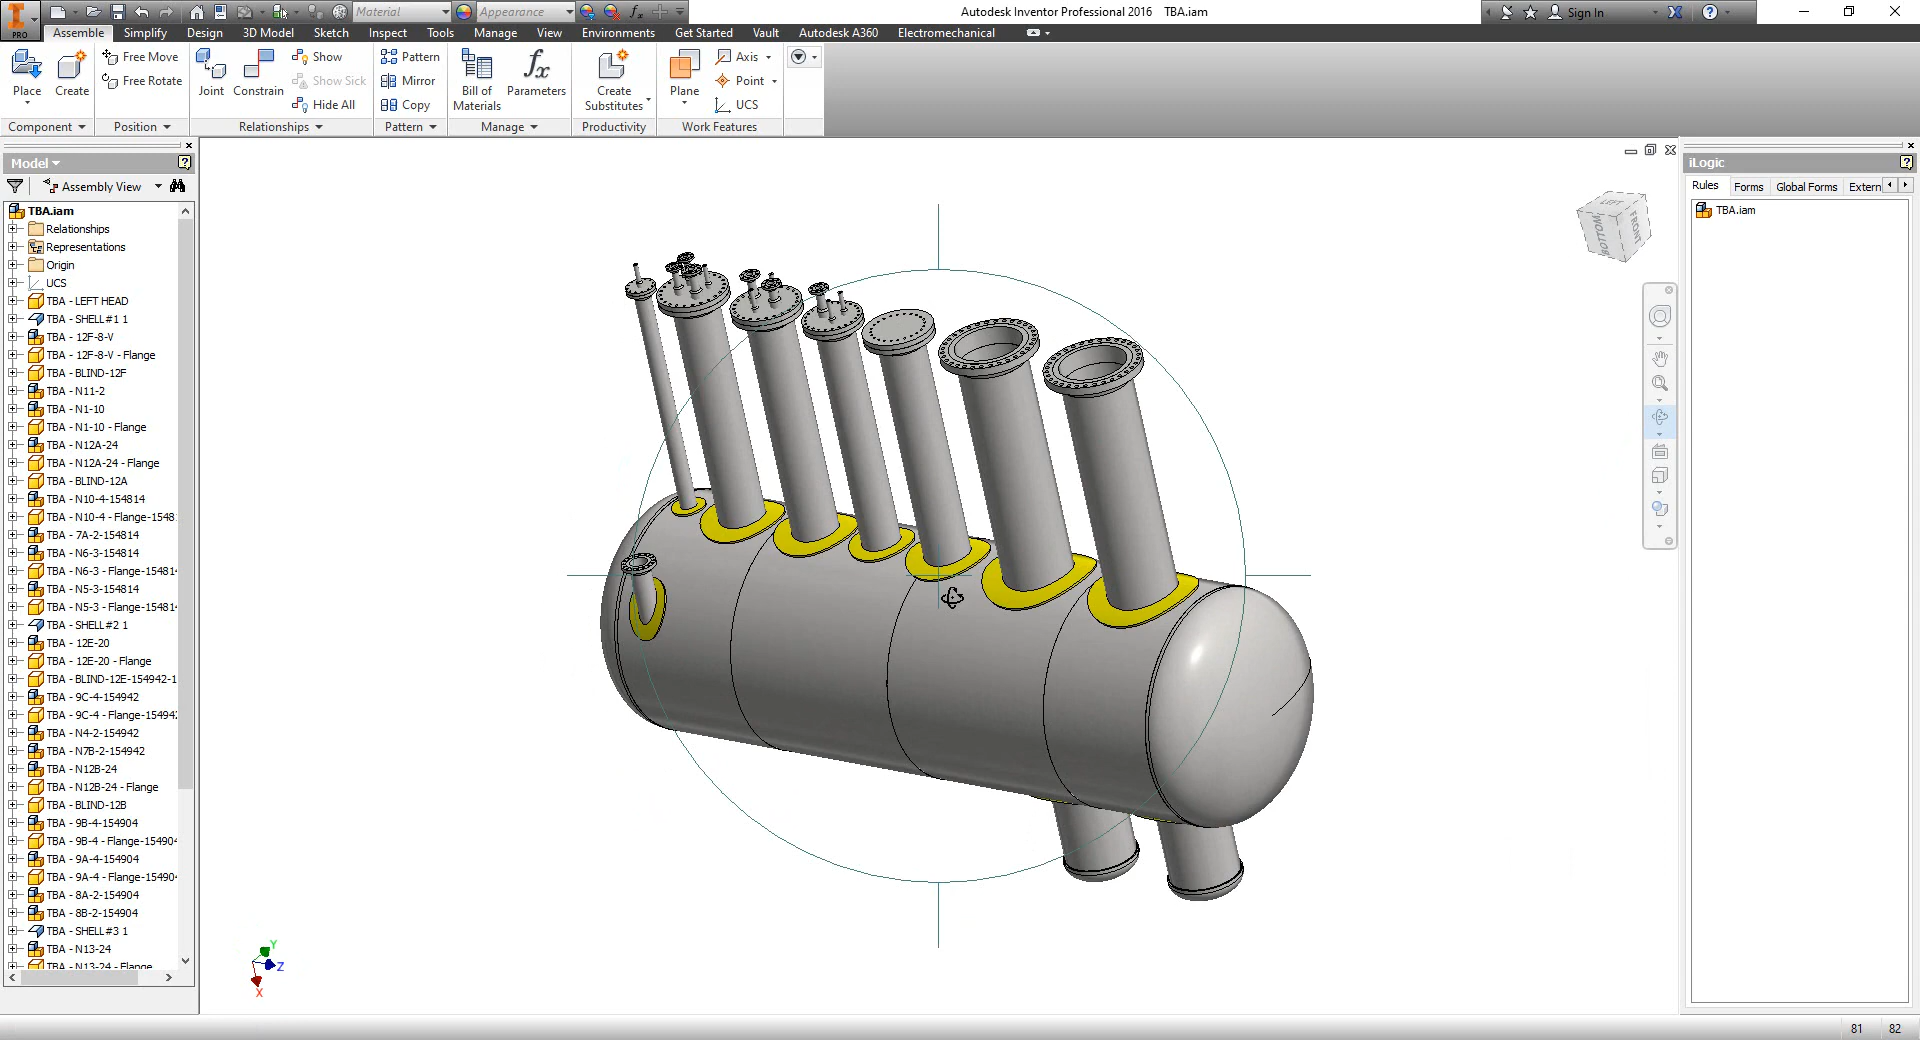 Material
Appearance
Autodesk Inventor Professional 2016 TBA.iam
Sign In
PRO
Assemble Simplify Design 3D Model Sketch Inspect Tools Manage View Environments Get Started Vault Autodesk A360 Electromechanical
Place
Create
Free Move
Free Rotate
Joint
Constrain
Show
Show Sick
Hide All
Pattern
Mirror
Copy
Bill of
Materials
fx
Parameters
Create
Substitutes
Plane
Axis
Point
UCS
Component Position Relationships Pattern Manage Productivity Work Features
Model
Assembly View
TBA.iam
Relationships
Representations
Origin
UCS
TBA - LEFT HEAD
TBA - SHELL#1 1
TBA - 12F-8-V
TBA - 12F-8-V - Flange
TBA - BLIND-12F
TBA - N11-2
TBA - N1-10
TBA - N1-10 - Flange
TBA - N12A-24
TBA - N12A-24 - Flange
TBA - BLIND-12A
TBA - N10-4-154814
TBA - N10-4 - Flange-1548
TBA - 7A-2-154814
TBA - N6-3-154814
TBA - N6-3 - Flange-15481
TBA - N5-3-154814
TBA - N5-3 - Flange-15481
TBA - SHELL#2 1
TBA - 12E-20
TBA - 12E-20 - Flange
TBA - BLIND-12E-154942-1
TBA - 9C-4-154942
TBA - 9C-4 - Flange-15494
TBA - N4-2-154942
TBA - N7B-2-154942
TBA - N12B-24
TBA - N12B-24 - Flange
TBA - BLIND-12B
TBA - 9B-4-154904
TBA - 9B-4 - Flange-15490
TBA - 9A-4-154904
TBA - 9A-4 - Flange-15490
TBA - 8A-2-154904
TBA - 8B-2-154904
TBA - SHELL#3 1
TBA - N13-24
TBA - N13-24 - Flange
LEFT
FRONT
BOTTOM
Y
Z
X
iLogic
Rules Forms Global Forms Extern
TBA.iam
81 82